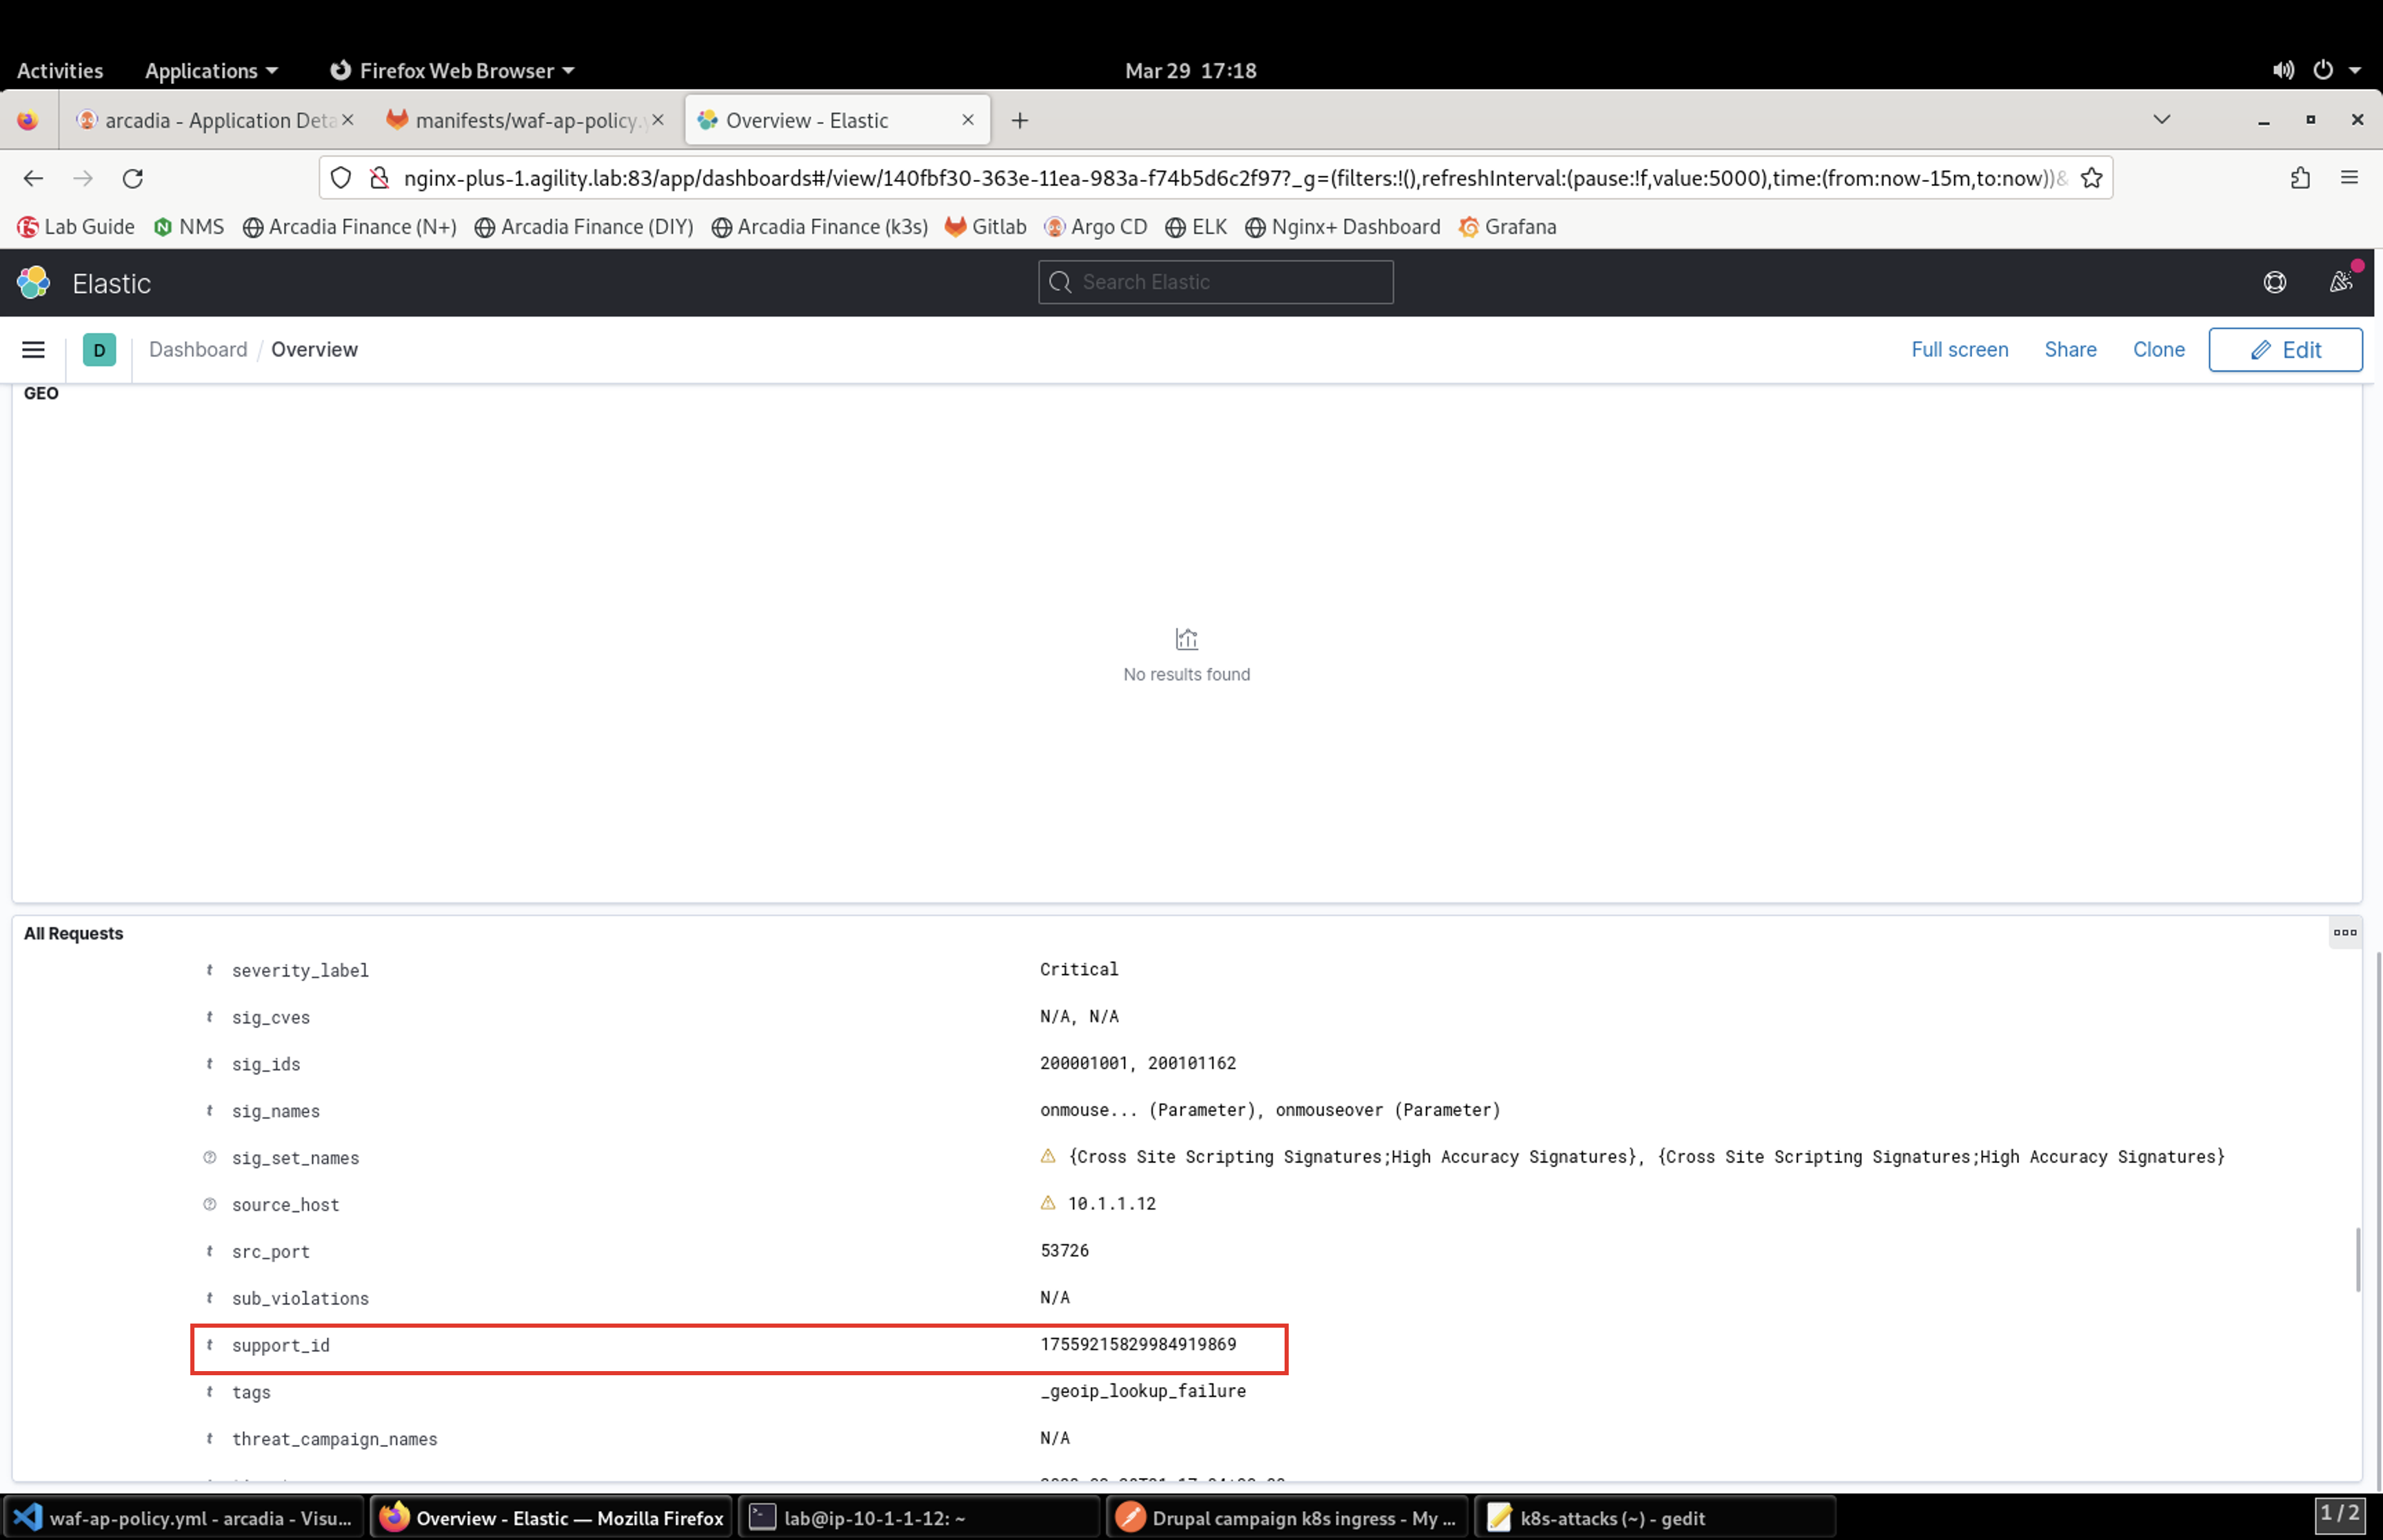 Activities Applications Firefox Web Browser Mar 29 17:18
arcadia - Application Deta manifests/waf-ap-policy. Overview - Elastic
nginx-plus-1.agility.lab:83/app/dashboards#/view/140fbf30-363e-11ea-983a-f74b5d6c2f97?_g=(filters:!(),refreshInterval:(pause:!f,value:5000),time:(from:now-15m,to:now))&
Lab Guide NMS Arcadia Finance (N+) Arcadia Finance (DIY) Arcadia Finance (k3s) Gitlab Argo CD ELK Nginx+ Dashboard Grafana
Elastic Search Elastic
D Dashboard / Overview Full screen Share Clone Edit
GEO
No results found
All Requests
t severity_label Critical
t sig_cves N/A, N/A
t sig_ids 200001001, 200101162
t sig_names onmouse... (Parameter), onmouseover (Parameter)
sig_set_names {Cross Site Scripting Signatures;High Accuracy Signatures}, {Cross Site Scripting Signatures;High Accuracy Signatures}
source_host 10.1.1.12
t src_port 53726
t sub_violations N/A
t support_id 17559215829984919869
t tags _geoip_lookup_failure
t threat_campaign_names N/A
waf-ap-policy.yml - arcadia - Visu... Overview - Elastic — Mozilla Firefox lab@ip-10-1-1-12: ~ Drupal campaign k8s ingress - My ... k8s-attacks (~) - gedit 1 / 2